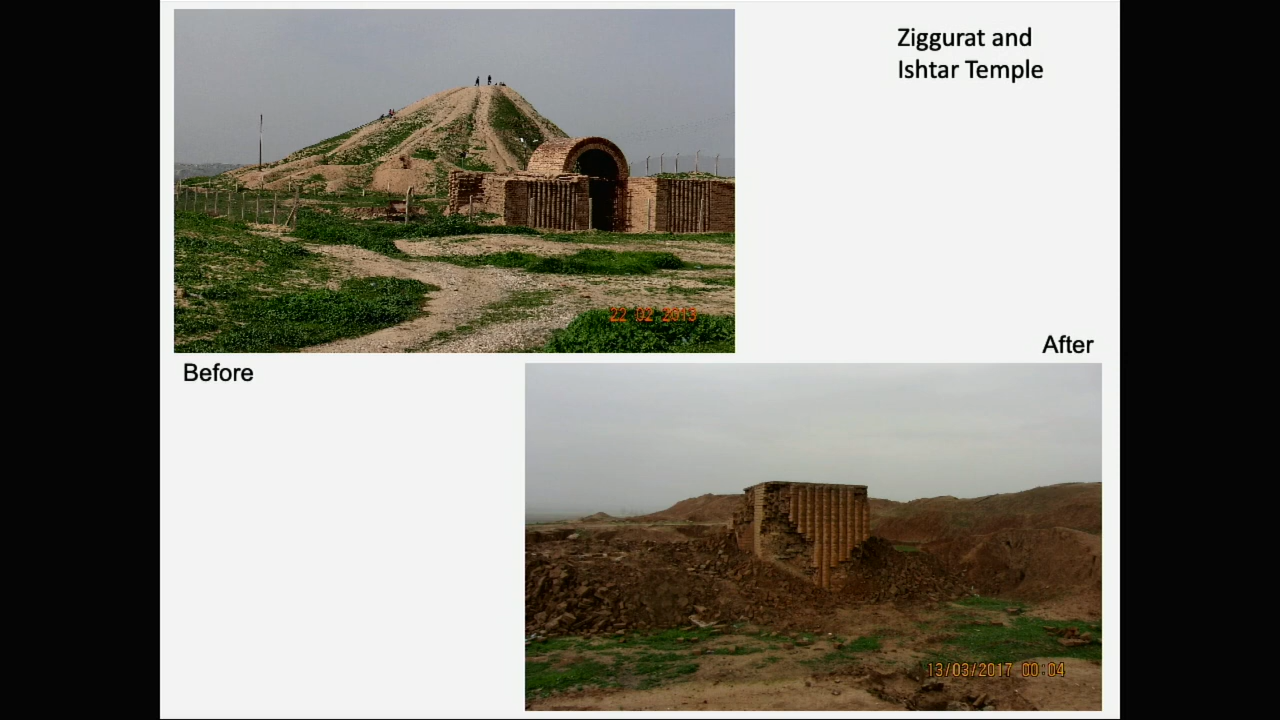 Ziggurat and
Ishtar Temple
22 02 2013
Before
After
13/03/2017 00:04